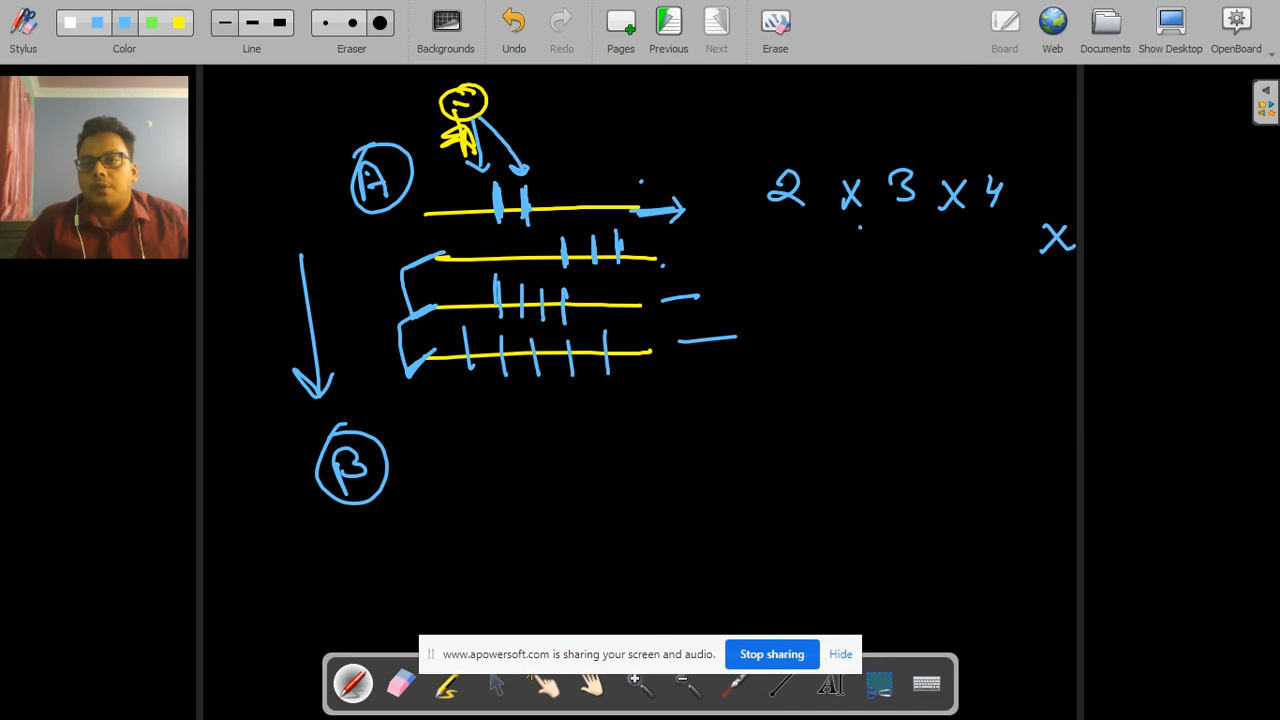 Stylus
Color
Line
Eraser
Backgrounds
Undo
Redo
Pages
Previous
Next
Erase
Board
Web
Documents
Show Desktop
OpenBoard
A
2 x 3 x 4
x
B
www.apowersoft.com is sharing your screen and audio.
Stop sharing
Hide